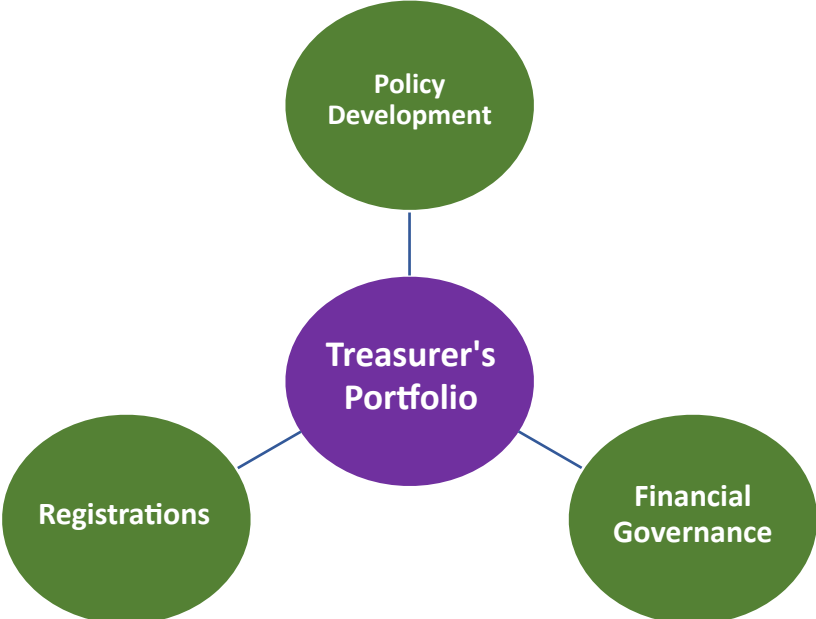 Policy
Development
Treasurer's
Portfolio
Registrations
Financial
Governance